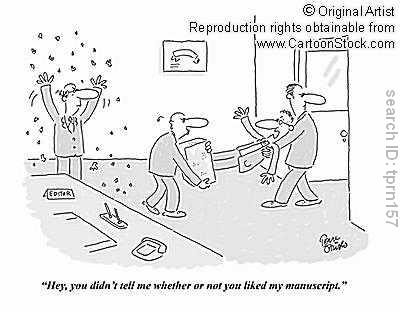 © Original Artist
Reproduction rights obtainable from
www.CartoonStock.com
search ID: tprn157
EDITOR
"Hey, you didn't tell me whether or not you liked my manuscript."